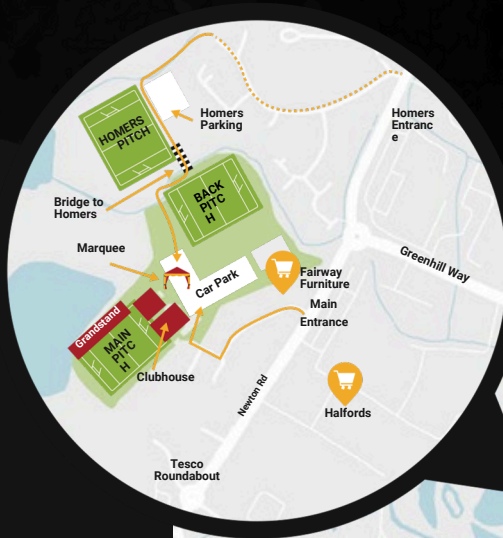 Homers
Parking
Homers
Entranc
e
HOMERS
PITCH
BACK
PITC
H
Bridge to
Homers
Marquee
Greenhill Way
Car Park
Fairway
Furniture
Main
Entrance
Grandstand
MAIN
PITC
H
Clubhouse
Newton Rd
Halfords
Tesco
Roundabout